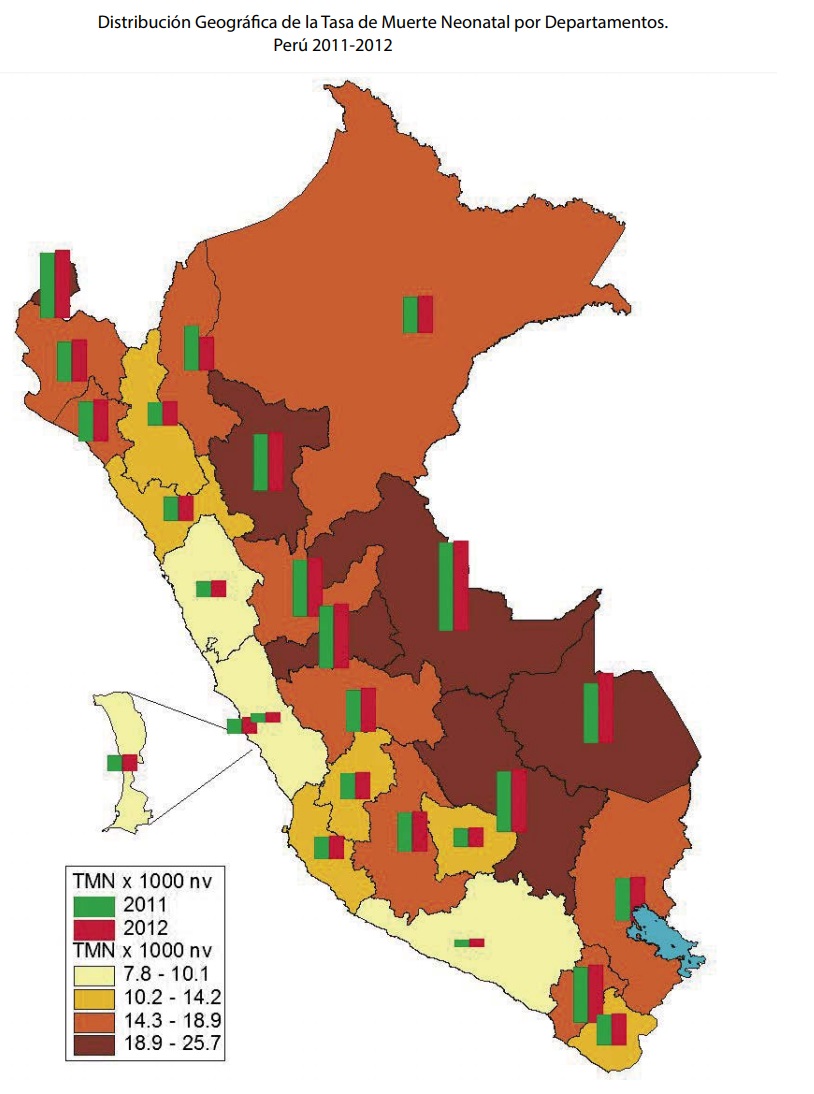 Distribución Geográfica de la Tasa de Muerte Neonatal por Departamentos.
Perú 2011-2012
TMN x 1000 nv
2011
2012
TMN x 1000 nv
7.8 - 10.1
10.2 - 14.2
14.3 - 18.9
18.9 - 25.7